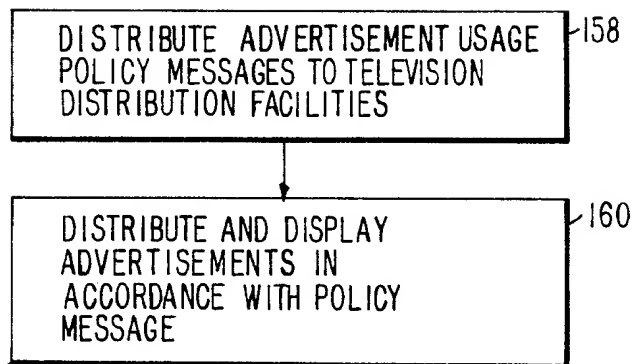 DISTRIBUTE ADVERTISEMENT USAGE
POLICY MESSAGES TO TELEVISION
DISTRIBUTION FACILITIES
158
DISTRIBUTE AND DISPLAY
ADVERTISEMENTS IN
ACCORDANCE WITH POLICY
MESSAGE
160